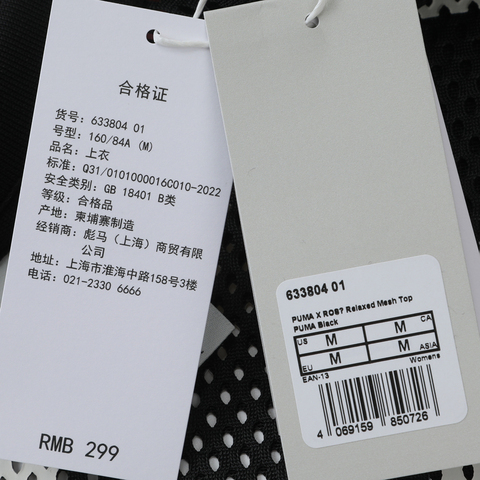 合格证
货号: 633804 01
号型: 160/84A (M)
品名: 上衣
标准: Q31/0101000016C010-2022
安全类别: GB 18401 B类
等级: 合格品
产地: 柬埔寨制造
经销商: 彪马（上海）商贸有限
公司
地址: 上海市淮海中路158号3楼
电话: 021-2330 6666
RMB 299
633804 01
PUMA X ROS? Relaxed Mesh Top
PUMA Black
US M M CA
EU M M ASIA
EAN-13 Womens
4 069159 850726